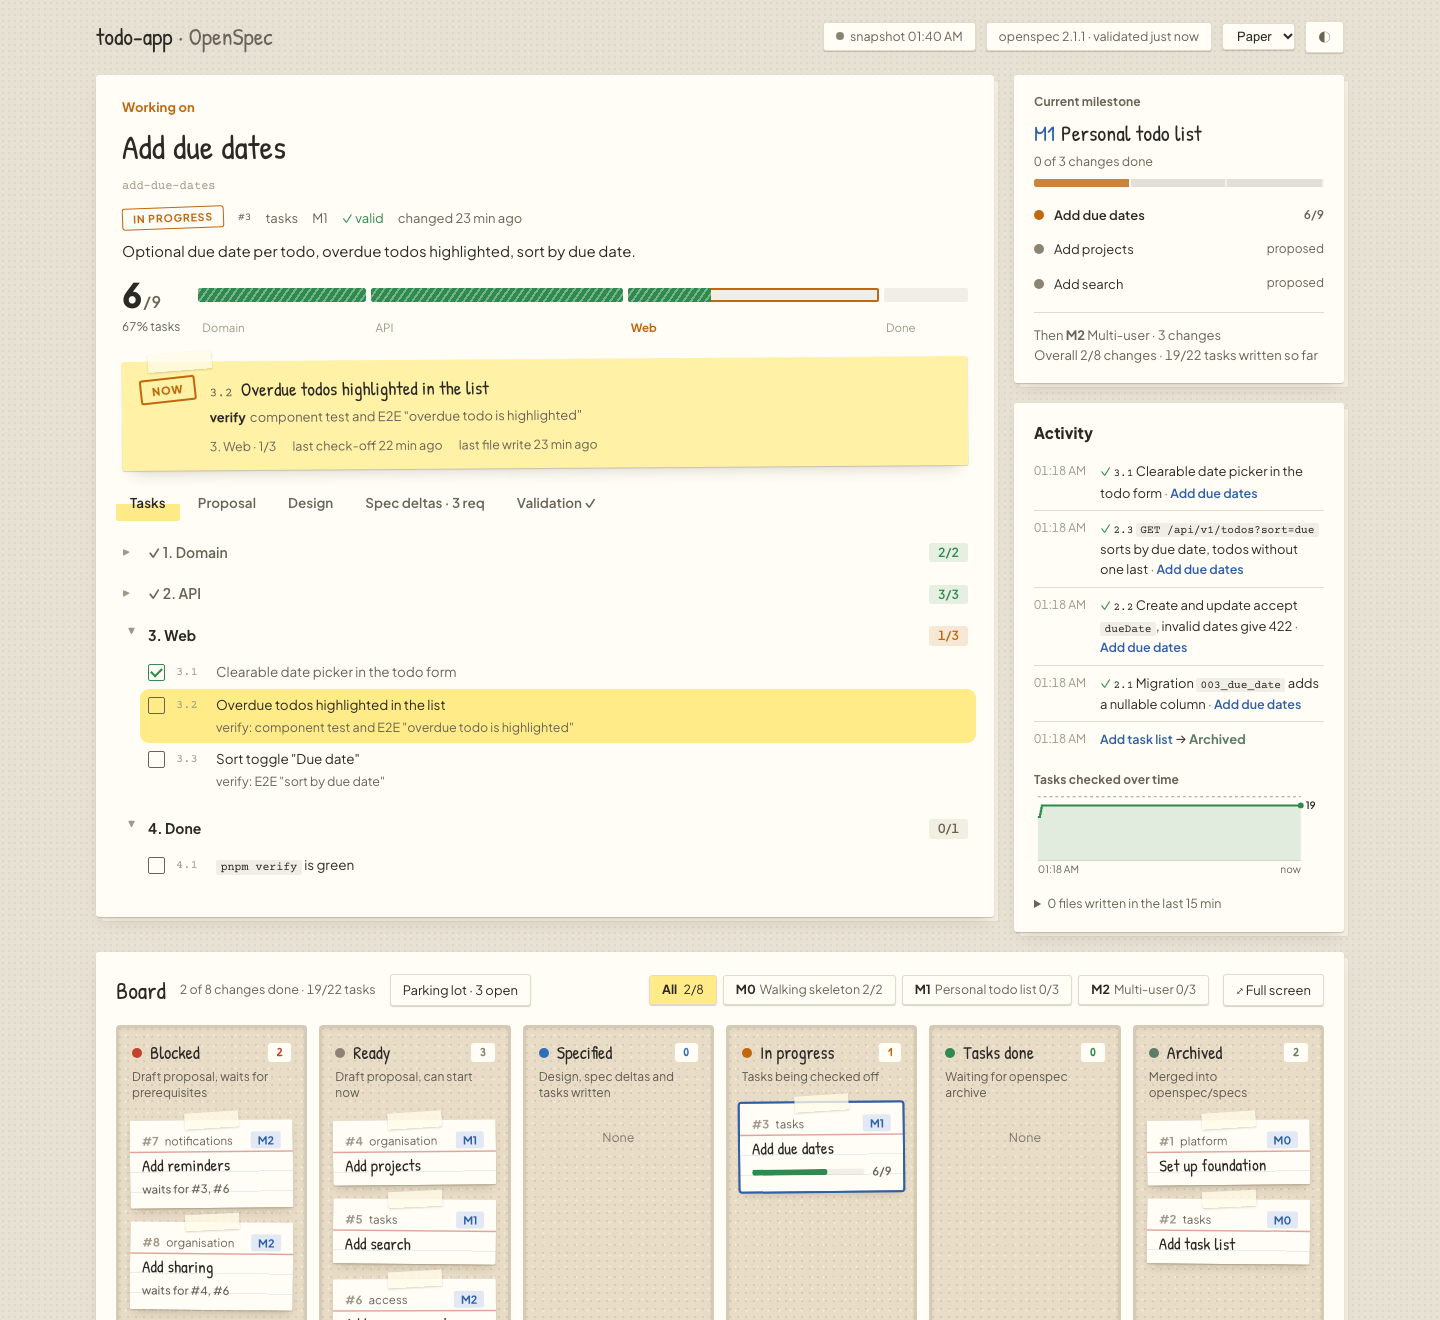 todo-app · OpenSpec
snapshot 01:40 AM
openspec 2.1.1 · validated just now
Paper
Working on
Add due dates
add-due-dates
IN PROGRESS #3 tasks M1 ✓ valid changed 23 min ago
Optional due date per todo, overdue todos highlighted, sort by due date.
6/9
67% tasks
Domain
API
Web
Done
NOW
3.2 Overdue todos highlighted in the list
verify component test and E2E "overdue todo is highlighted"
3. Web · 1/3 last check-off 22 min ago last file write 23 min ago
Tasks Proposal Design Spec deltas · 3 req Validation ✓
▸ ✓ 1. Domain 2/2
▸ ✓ 2. API 3/3
▾ 3. Web 1/3
3.1 Clearable date picker in the todo form
3.2 Overdue todos highlighted in the list
verify: component test and E2E "overdue todo is highlighted"
3.3 Sort toggle "Due date"
verify: E2E "sort by due date"
▾ 4. Done 0/1
4.1 pnpm verify is green
Current milestone
M1 Personal todo list
0 of 3 changes done
Add due dates 6/9
Add projects proposed
Add search proposed
Then M2 Multi-user · 3 changes
Overall 2/8 changes · 19/22 tasks written so far
Activity
01:18 AM ✓ 3.1 Clearable date picker in the
todo form · Add due dates
01:18 AM ✓ 2.3 GET /api/v1/todos?sort=due
sorts by due date, todos without
one last · Add due dates
01:18 AM ✓ 2.2 Create and update accept
dueDate, invalid dates give 422 ·
Add due dates
01:18 AM ✓ 2.1 Migration 003_due_date adds
a nullable column · Add due dates
01:18 AM Add task list → Archived
Tasks checked over time
19
01:18 AM now
▸ 0 files written in the last 15 min
Board 2 of 8 changes done · 19/22 tasks Parking lot · 3 open
All 2/8 M0 Walking skeleton 2/2 M1 Personal todo list 0/3 M2 Multi-user 0/3 ⤢ Full screen
Blocked 2
Draft proposal, waits for
prerequisites
#7 notifications M2
Add reminders
waits for #3, #6
#8 organisation M2
Add sharing
waits for #4, #6
Ready 3
Draft proposal, can start
now
#4 organisation M1
Add projects
#5 tasks M1
Add search
#6 access M2
Specified 0
Design, spec deltas and
tasks written
None
In progress 1
Tasks being checked off
#3 tasks M1
Add due dates
6/9
Tasks done 0
Waiting for openspec
archive
None
Archived 2
Merged into
openspec/specs
#1 platform M0
Set up foundation
#2 tasks M0
Add task list